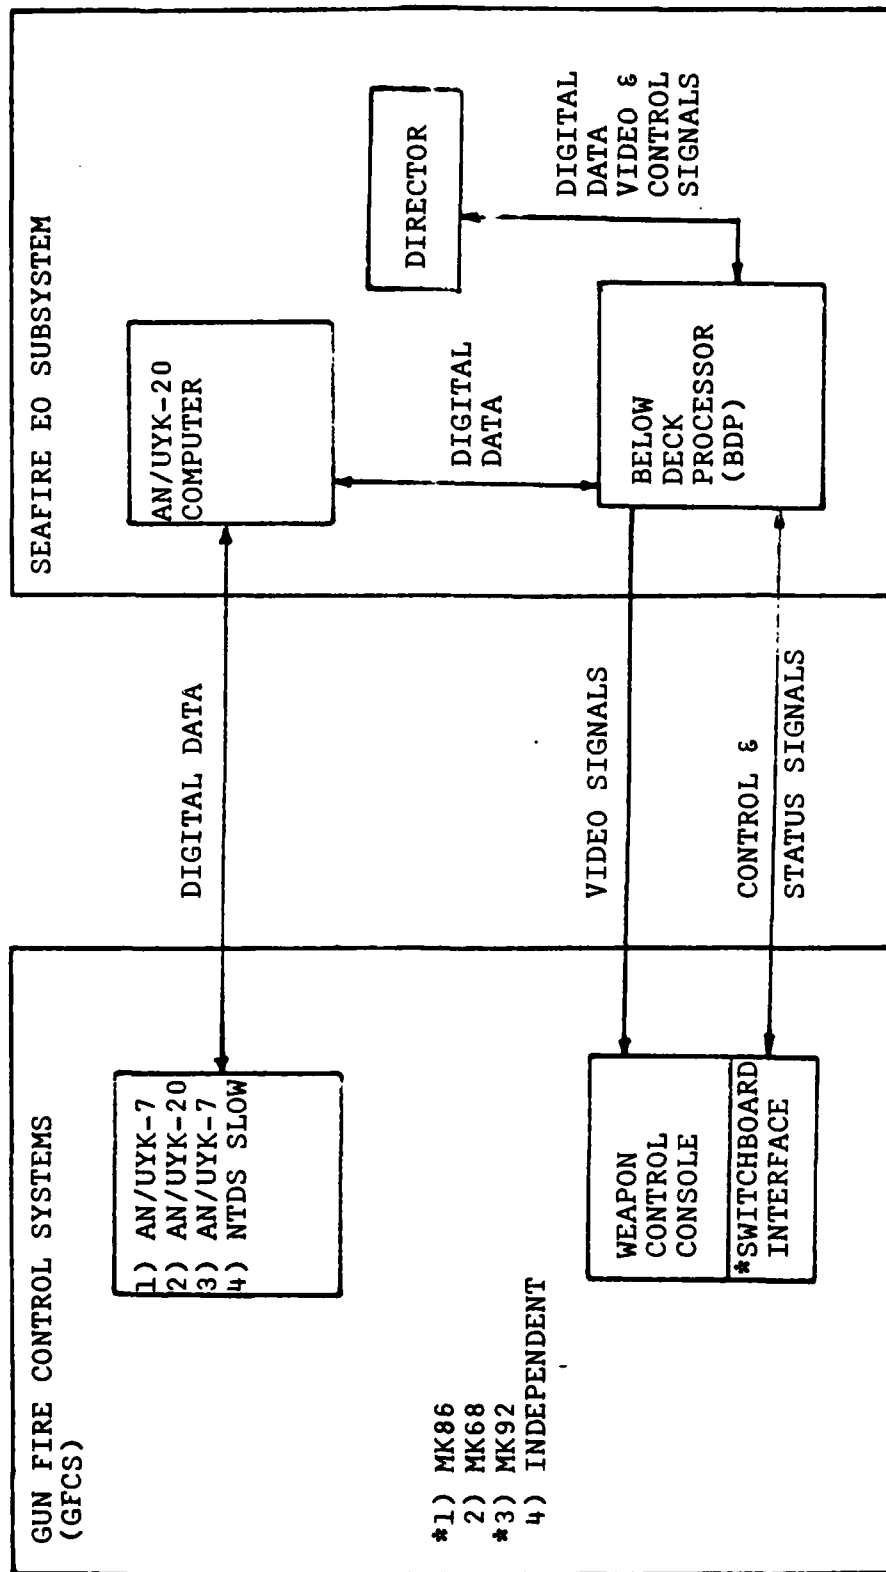 GUN FIRE CONTROL SYSTEMS
(GFCS)
1) AN/UYK-7
2) AN/UYK-20
3) AN/UYK-7
4) NTDS SLOW
*1) MK86
2) MK68
*3) MK92
4) INDEPENDENT
WEAPON
CONTROL
CONSOLE
*SWITCHBOARD
INTERFACE
DIGITAL DATA
VIDEO SIGNALS
CONTROL &
STATUS SIGNALS
SEAFIRE EO SUBSYSTEM
AN/UYK-20
COMPUTER
DIGITAL
DATA
DIRECTOR
BELOW
DECK
PROCESSOR
(BDP)
DIGITAL
DATA
VIDEO &
CONTROL
SIGNALS